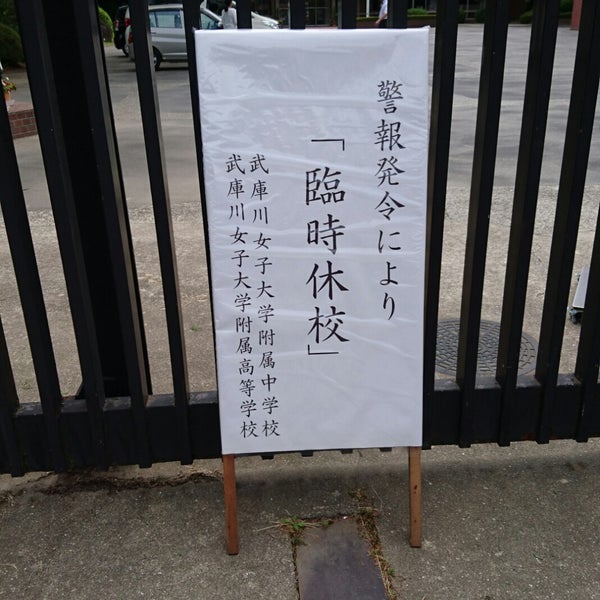 警報発令により
「臨時休校」
武庫川女子大学附属中学校
武庫川女子大学附属高等学校